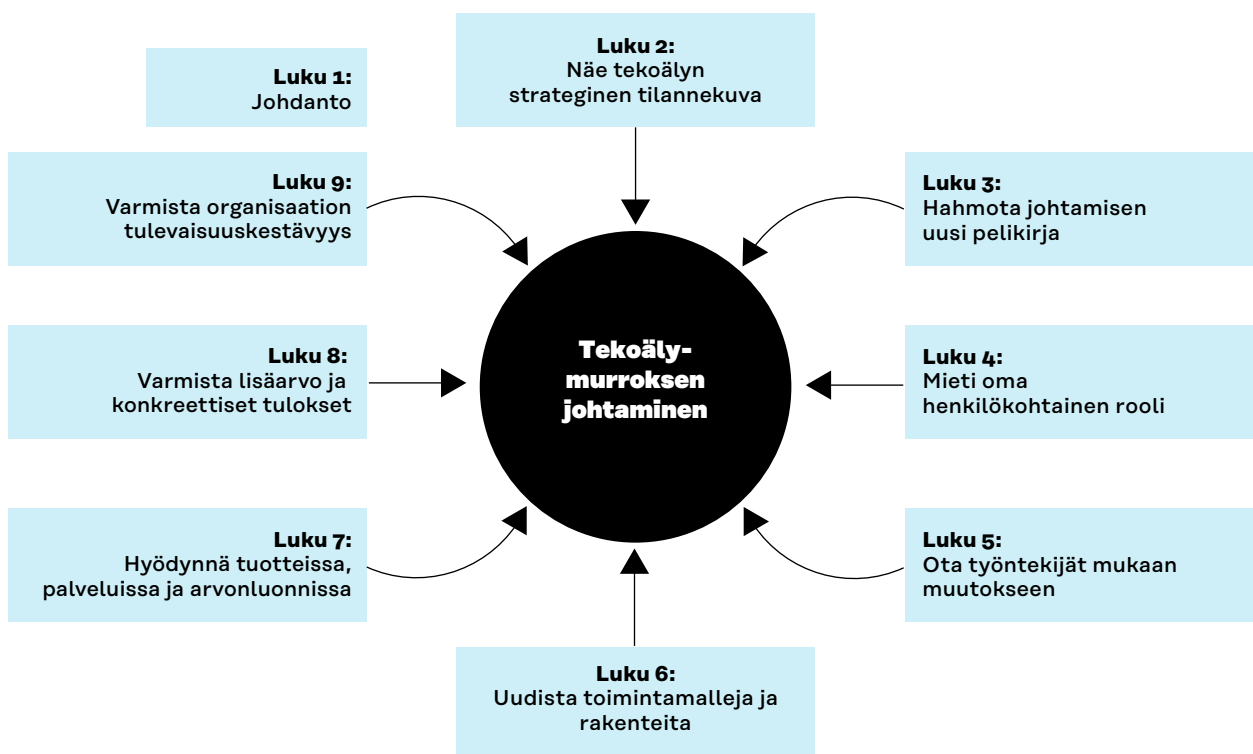 Luku 1:
Johdanto
Luku 2:
Näe tekoälyn
strateginen tilannekuva
Luku 3:
Hahmota johtamisen
uusi pelikirja
Luku 4:
Mieti oma
henkilökohtainen rooli
Luku 5:
Ota työntekijät mukaan
muutokseen
Luku 6:
Uudista toimintamalleja ja
rakenteita
Luku 7:
Hyödynnä tuotteissa,
palveluissa ja arvonluonnissa
Luku 8:
Varmista lisäarvo ja
konkreettiset tulokset
Luku 9:
Varmista organisaation
tulevaisuuskestävyys
Tekoäly-
murroksen
johtaminen